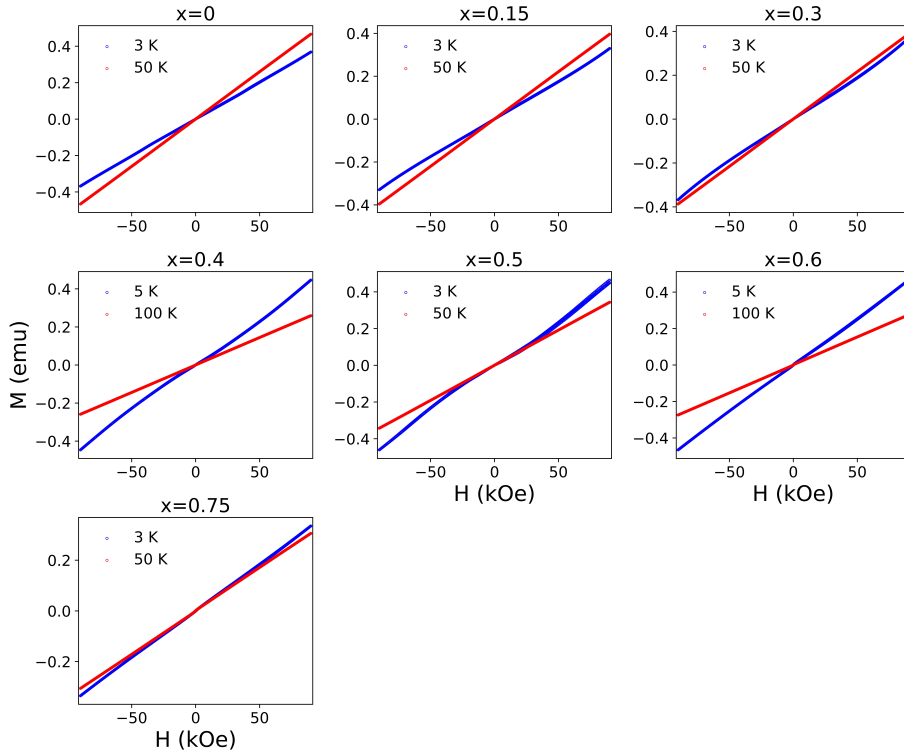 x=0
0.4
0.2
0.0
−0.2
−0.4
−50 0 50
3 K
50 K
x=0.15
0.4
0.2
0.0
−0.2
−0.4
−50 0 50
3 K
50 K
x=0.3
0.4
0.2
0.0
−0.2
−0.4
−50 0 50
3 K
50 K
M (emu)
x=0.4
0.4
0.2
0.0
−0.2
−0.4
−50 0 50
5 K
100 K
x=0.5
0.4
0.2
0.0
−0.2
−0.4
−50 0 50
3 K
50 K
H (kOe)
x=0.6
0.4
0.2
0.0
−0.2
−0.4
−50 0 50
5 K
100 K
H (kOe)
x=0.75
0.2
0.0
−0.2
−50 0 50
3 K
50 K
H (kOe)